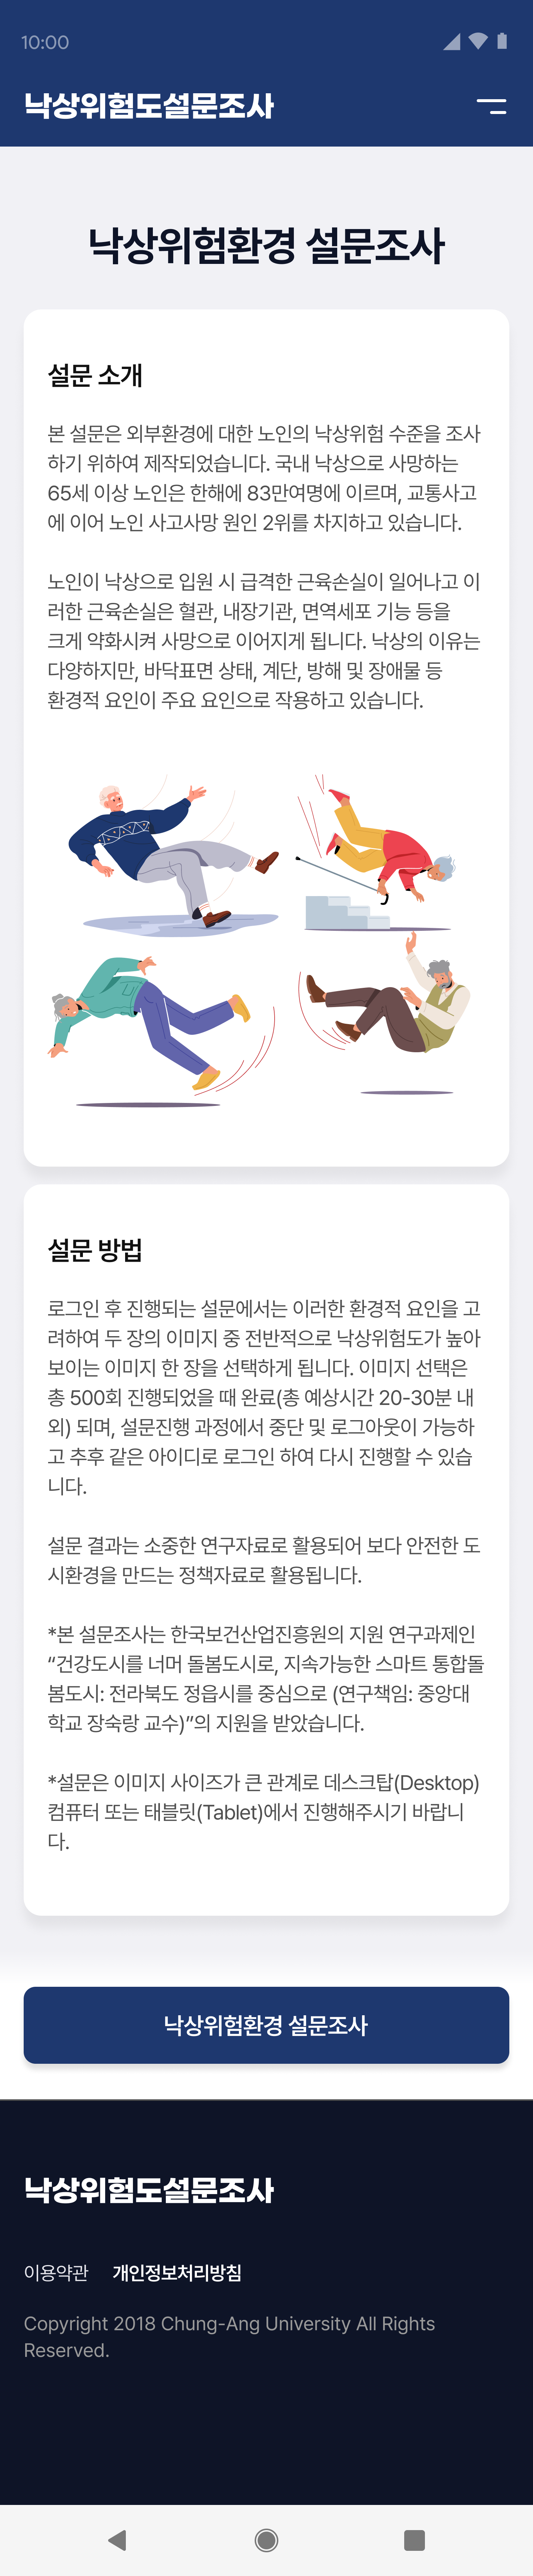 10:00
낙상위험도설문조사
낙상위험환경 설문조사
설문 소개
본 설문은 외부환경에 대한 노인의 낙상위험 수준을 조사
하기 위하여 제작되었습니다. 국내 낙상으로 사망하는
65세 이상 노인은 한해에 83만여명에 이르며, 교통사고
에 이어 노인 사고사망 원인 2위를 차지하고 있습니다.
노인이 낙상으로 입원 시 급격한 근육손실이 일어나고 이
러한 근육손실은 혈관, 내장기관, 면역세포 기능 등을
크게 약화시켜 사망으로 이어지게 됩니다. 낙상의 이유는
다양하지만, 바닥표면 상태, 계단, 방해 및 장애물 등
환경적 요인이 주요 요인으로 작용하고 있습니다.
설문 방법
로그인 후 진행되는 설문에서는 이러한 환경적 요인을 고
려하여 두 장의 이미지 중 전반적으로 낙상위험도가 높아
보이는 이미지 한 장을 선택하게 됩니다. 이미지 선택은
총 500회 진행되었을 때 완료(총 예상시간 20-30분 내
외) 되며, 설문진행 과정에서 중단 및 로그아웃이 가능하
고 추후 같은 아이디로 로그인 하여 다시 진행할 수 있습
니다.
설문 결과는 소중한 연구자료로 활용되어 보다 안전한 도
시환경을 만드는 정책자료로 활용됩니다.
*본 설문조사는 한국보건산업진흥원의 지원 연구과제인
“건강도시를 너머 돌봄도시로, 지속가능한 스마트 통합돌
봄도시: 전라북도 정읍시를 중심으로 (연구책임: 중앙대
학교 장숙랑 교수)”의 지원을 받았습니다.
*설문은 이미지 사이즈가 큰 관계로 데스크탑(Desktop)
컴퓨터 또는 태블릿(Tablet)에서 진행해주시기 바랍니
다.
낙상위험환경 설문조사
낙상위험도설문조사
이용약관 개인정보처리방침
Copyright 2018 Chung-Ang University All Rights
Reserved.